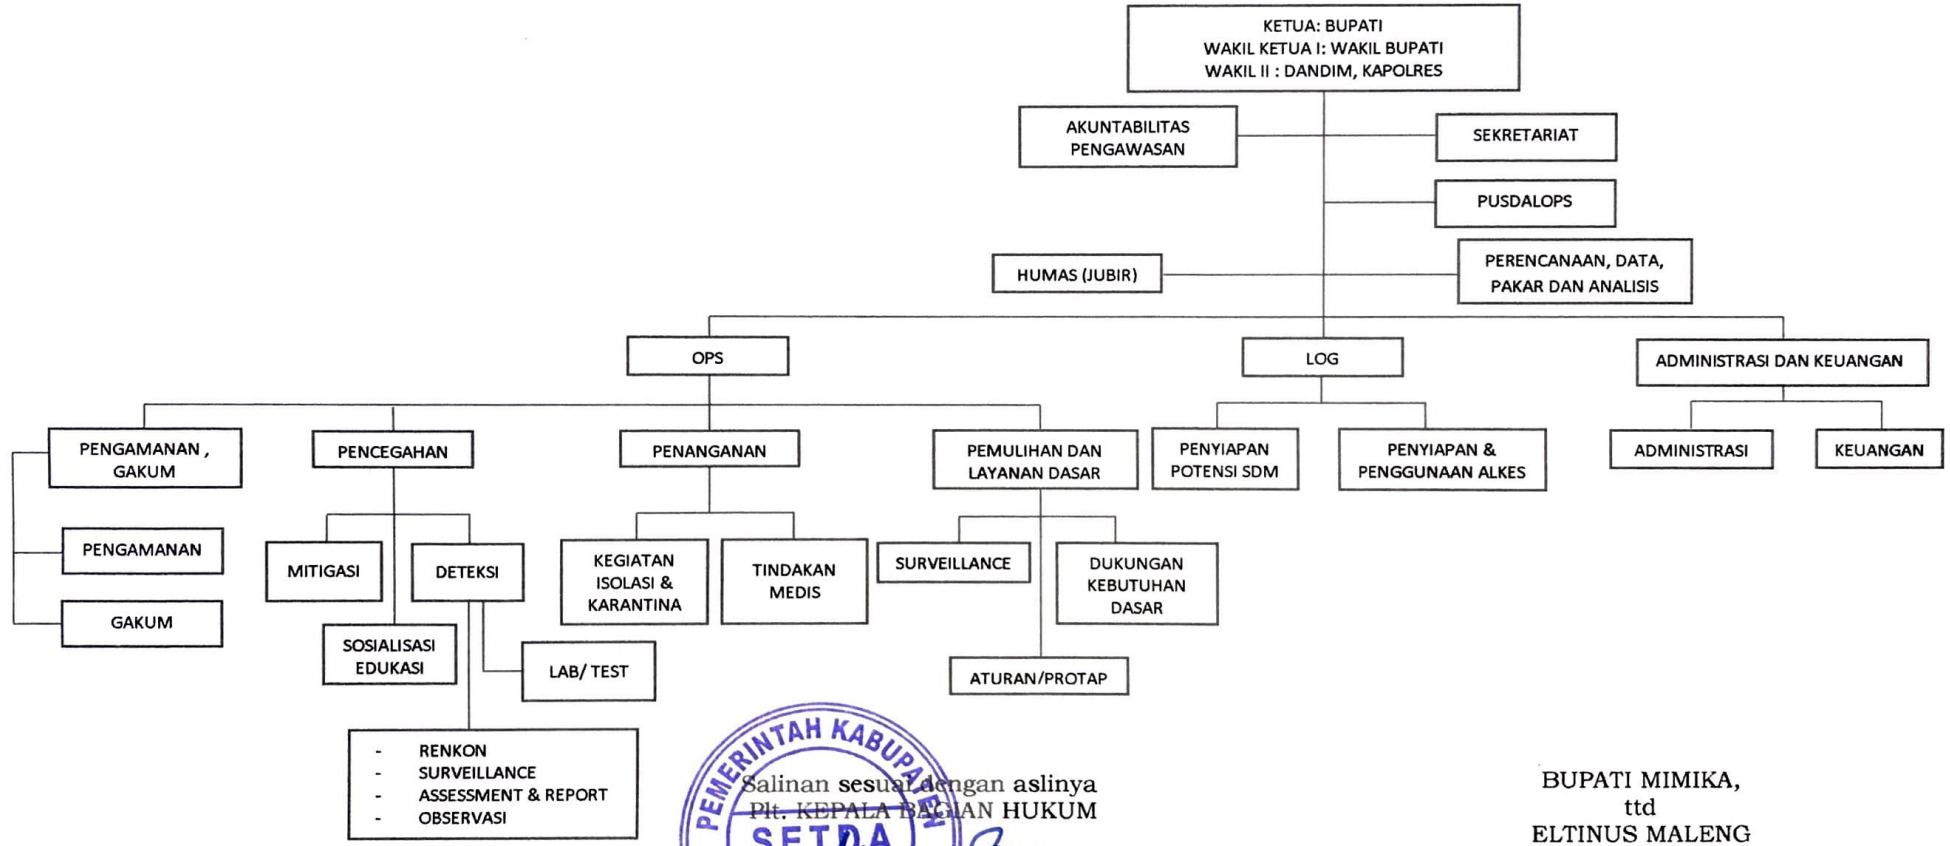 KETUA: BUPATI
WAKIL KETUA I: WAKIL BUPATI
WAKIL II : DANDIM, KAPOLRES
AKUNTABILITAS
PENGAWASAN
SEKRETARIAT
PUSDALOPS
HUMAS (JUBIR)
PERENCANAAN, DATA,
PAKAR DAN ANALISIS
OPS
LOG
ADMINISTRASI DAN KEUANGAN
PENGAMANAN ,
GAKUM
PENCEGAHAN
PENANGANAN
PEMULIHAN DAN
LAYANAN DASAR
PENYIAPAN
POTENSI SDM
PENYIAPAN &
PENGGUNAAN ALKES
ADMINISTRASI
KEUANGAN
PENGAMANAN
GAKUM
MITIGASI
DETEKSI
KEGIATAN
ISOLASI &
KARANTINA
TINDAKAN
MEDIS
SURVEILLANCE
DUKUNGAN
KEBUTUHAN
DASAR
SOSIALISASI
EDUKASI
LAB/ TEST
ATURAN/PROTAP
- RENKON
- SURVEILLANCE
- ASSESSMENT & REPORT
- OBSERVASI
PEMERINTAH KABUPATEN
SETDA
Salinan sesuai dengan aslinya
Plt. KEPALA BAGIAN HUKUM
BUPATI MIMIKA,
ttd
ELTINUS MALENG